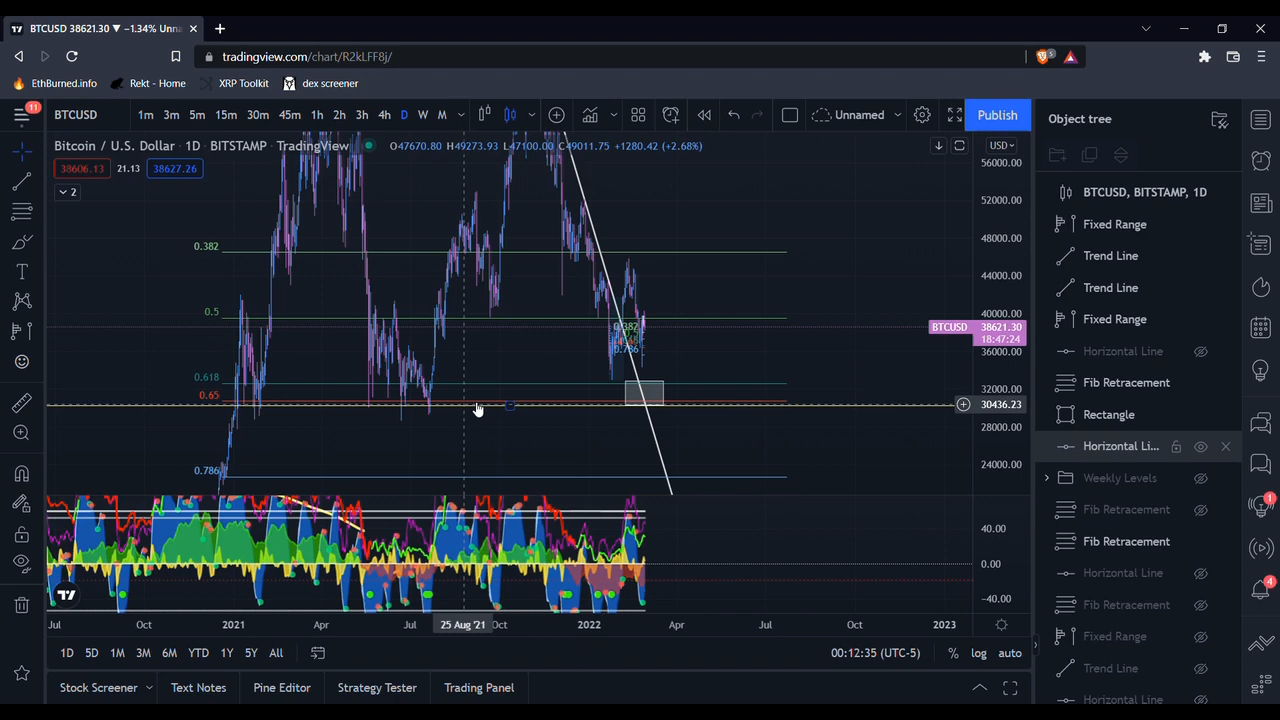 BTCUSD 38621.30 ▼ −1.34% Unna
tradingview.com/chart/R2kLFF8j/
5
EthBurned.info Rekt - Home XRP Toolkit dex screener
11
BTCUSD 1m 3m 5m 15m 30m 45m 1h 2h 3h 4h D W M Unnamed Publish
Bitcoin / U.S. Dollar · 1D · BITSTAMP · TradingView O47670.80 H49273.93 L47100.00 C49011.75 +1280.42 (+2.68%)
38606.13 21.13 38627.26
2
USD
56000.00
52000.00
48000.00
44000.00
40000.00
BTCUSD 38621.30
18:47:24
36000.00
32000.00
30436.23
28000.00
24000.00
40.00
0.00
−40.00
0.382
0.5
0.618
0.65
0.786
0.382
0.786
Jul Oct 2021 Apr Jul 25 Aug '21 Oct 2022 Apr Jul Oct 2023
1D 5D 1M 3M 6M YTD 1Y 5Y All 00:12:35 (UTC-5) % log auto
Stock Screener Text Notes Pine Editor Strategy Tester Trading Panel
Object tree
BTCUSD, BITSTAMP, 1D
Fixed Range
Trend Line
Trend Line
Fixed Range
Horizontal Line
Fib Retracement
Rectangle
Horizontal Li...
Weekly Levels
Fib Retracement
Fib Retracement
Horizontal Line
Fib Retracement
Fixed Range
Trend Line
Horizontal Line
1
4